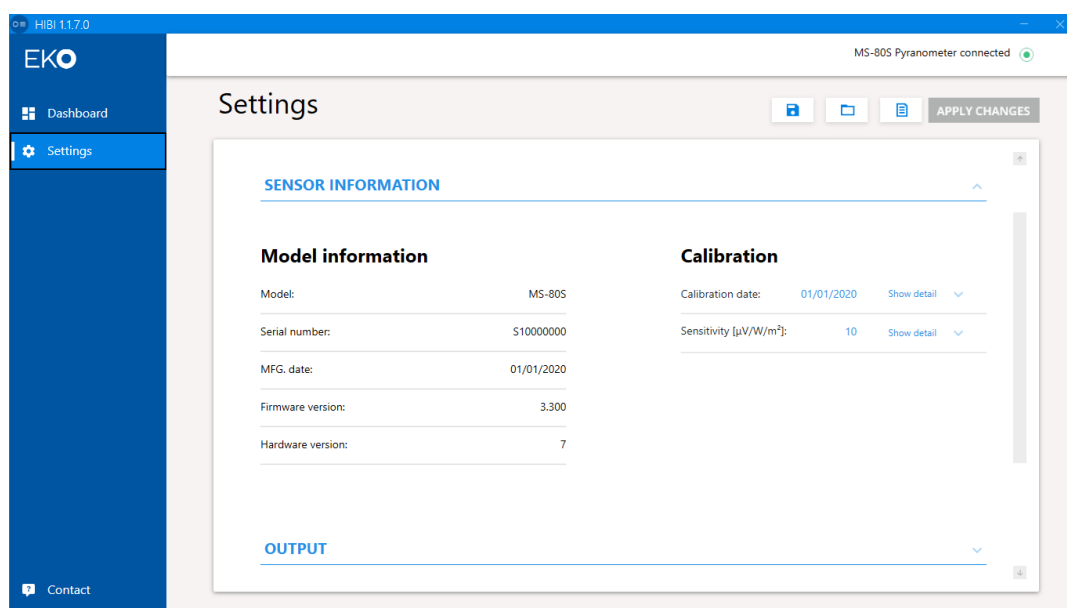 HIBI 1.1.7.0
EKO
MS-80S Pyranometer connected
Dashboard
Settings
Contact
Settings
APPLY CHANGES
SENSOR INFORMATION
Model information
Model: MS-80S
Serial number: S10000000
MFG. date: 01/01/2020
Firmware version: 3.300
Hardware version: 7
Calibration
Calibration date: 01/01/2020 Show detail
Sensitivity [µV/W/m²]: 10 Show detail
OUTPUT